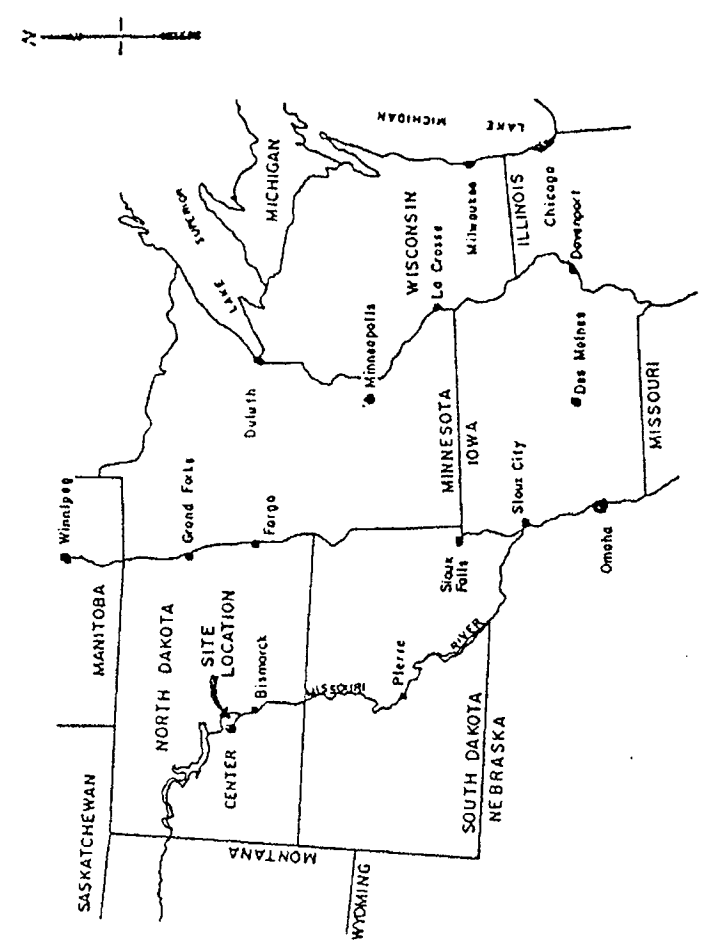 N
SASKATCHEWAN
MANITOBA
Winnipeg
NORTH DAKOTA
SITE
LOCATION
CENTER
Bismarck
Grand Forks
Fargo
MONTANA
WYOMING
MISSOURI
RIVER
Pierre
SOUTH DAKOTA
NEBRASKA
Sioux
Falls
Sioux City
Omaha
Duluth
LAKE SUPERIOR
MICHIGAN
Minneapolis
MINNESOTA
IOWA
WISCONSIN
La Crosse
Milwaukee
LAKE MICHIGAN
ILLINOIS
Chicago
Davenport
Des Moines
MISSOURI